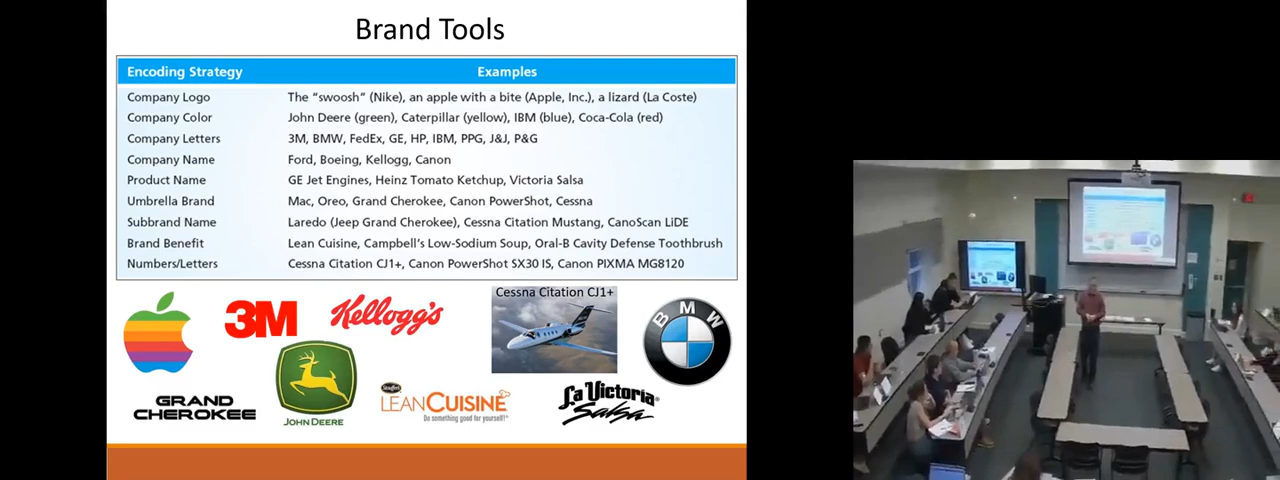 Brand Tools
Encoding Strategy Examples
Company Logo The “swoosh” (Nike), an apple with a bite (Apple, Inc.), a lizard (La Coste)
Company Color John Deere (green), Caterpillar (yellow), IBM (blue), Coca-Cola (red)
Company Letters 3M, BMW, FedEx, GE, HP, IBM, PPG, J&J, P&G
Company Name Ford, Boeing, Kellogg, Canon
Product Name GE Jet Engines, Heinz Tomato Ketchup, Victoria Salsa
Umbrella Brand Mac, Oreo, Grand Cherokee, Canon PowerShot, Cessna
Subbrand Name Laredo (Jeep Grand Cherokee), Cessna Citation Mustang, CanoScan LiDE
Brand Benefit Lean Cuisine, Campbell’s Low-Sodium Soup, Oral-B Cavity Defense Toothbrush
Numbers/Letters Cessna Citation CJ1+, Canon PowerShot SX30 IS, Canon PIXMA MG8120
3M
Kellogg's
Cessna Citation CJ1+
BMW
GRAND
CHEROKEE
JOHN DEERE
Stouffer's
LEAN CUISINE
Do something good for yourself!®
La Victoria®
Salsa